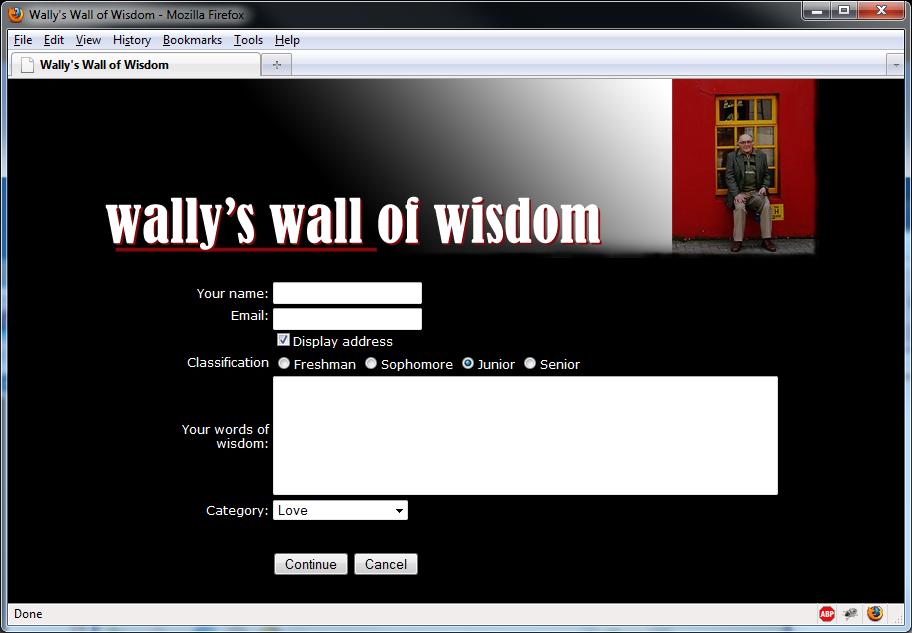 Wally's Wall of Wisdom - Mozilla Firefox
File Edit View History Bookmarks Tools Help
Wally's Wall of Wisdom
wally's wall of wisdom
Your name:
Email:
Display address
Classification Freshman Sophomore Junior Senior
Your words of
wisdom:
Category: Love
Continue Cancel
Done ABP